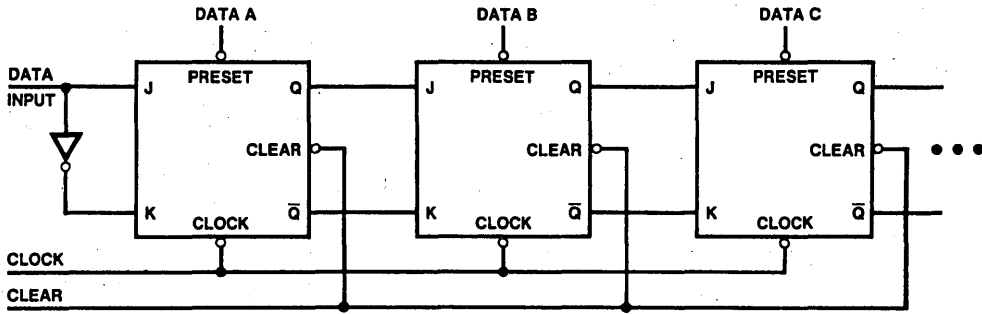 DATA A DATA B DATA C
PRESET PRESET PRESET
DATA
INPUT
J Q J Q J Q
CLEAR CLEAR CLEAR
K Q̅ K Q̅ K Q̅
CLOCK CLOCK CLOCK
CLOCK
CLEAR